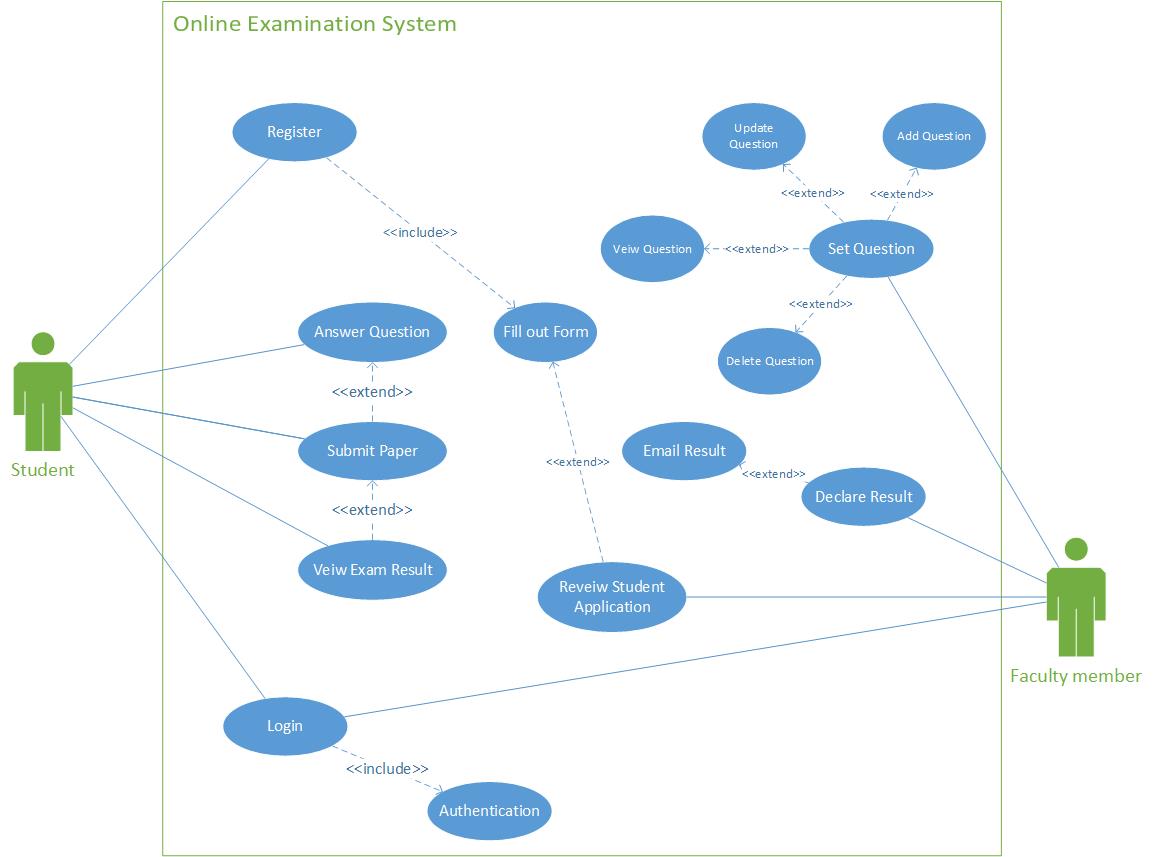 Online Examination System
Register
Update
Question
Add Question
<<extend>>
<<extend>>
<<include>>
Veiw Question
<<extend>>
Set Question
<<extend>>
Answer Question
Fill out Form
Delete Question
<<extend>>
Submit Paper
Email Result
<<extend>>
<<extend>>
Student
Declare Result
<<extend>>
Veiw Exam Result
Reveiw Student
Application
Faculty member
Login
<<include>>
Authentication